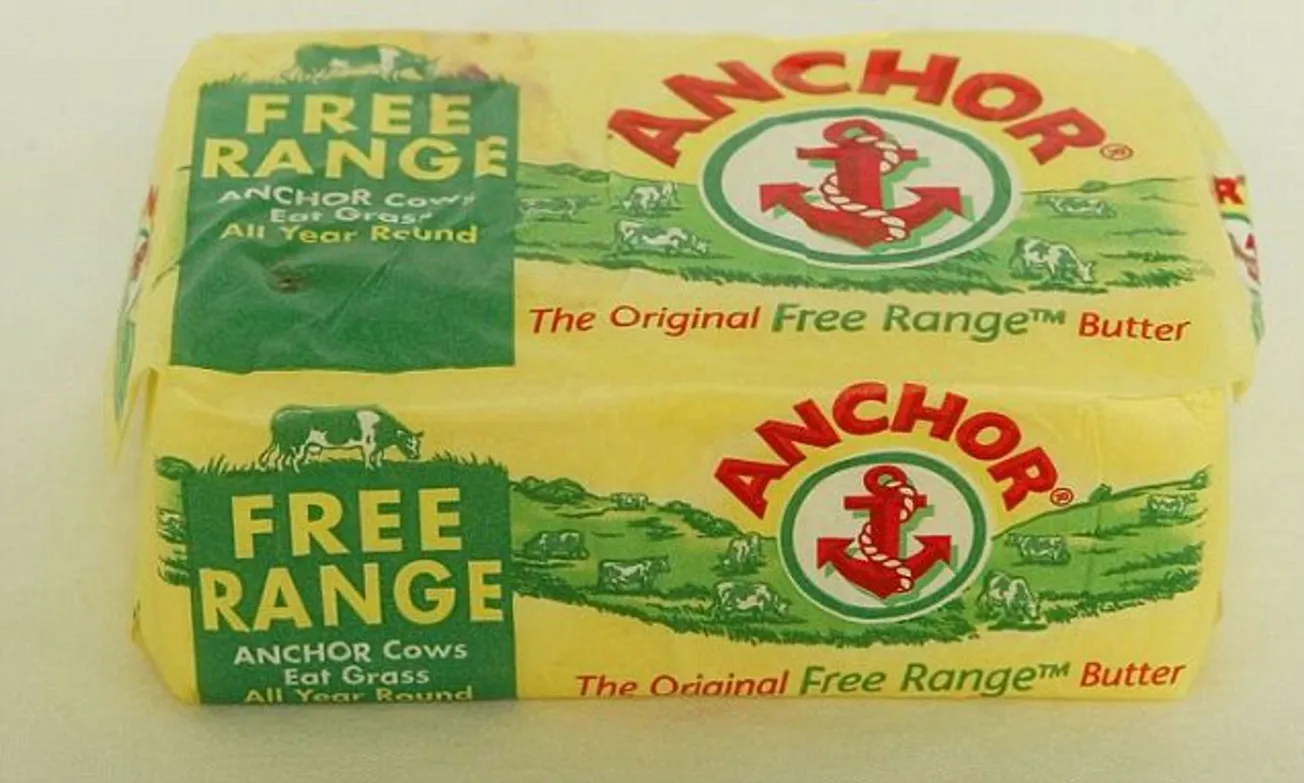 FREE
RANGE
ANCHOR Cows
Eat Grass
All Year Round
ANCHOR®
The Original Free Range™ Butter
FREE
RANGE
ANCHOR Cows
Eat Grass
All Year Round
ANCHOR®
The Original Free Range™ Butter